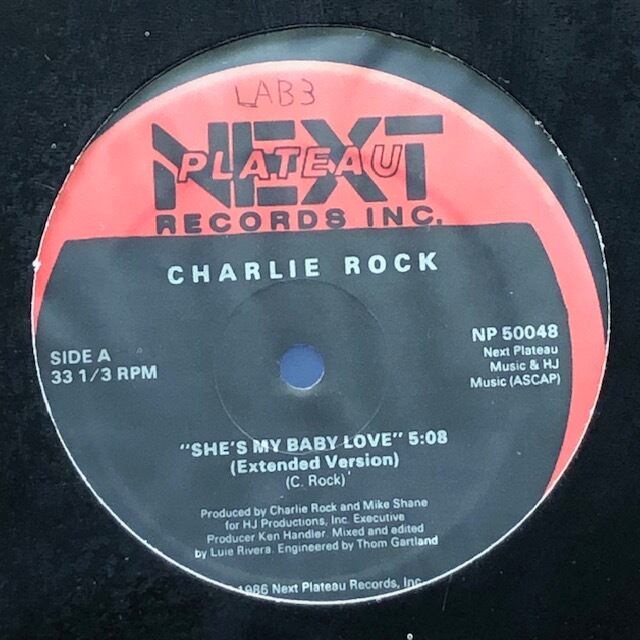 LAB3
NEXT
PLATEAU
RECORDS INC.
CHARLIE ROCK
SIDE A
33 1/3 RPM
NP 50048
Next Plateau
Music & HJ
Music (ASCAP)
"SHE'S MY BABY LOVE" 5:08
(Extended Version)
(C. Rock)
Produced by Charlie Rock and Mike Shane
for HJ Productions, Inc. Executive
Producer Ken Handler. Mixed and edited
by Luie Rivera. Engineered by Thom Gartland
1986 Next Plateau Records, Inc.